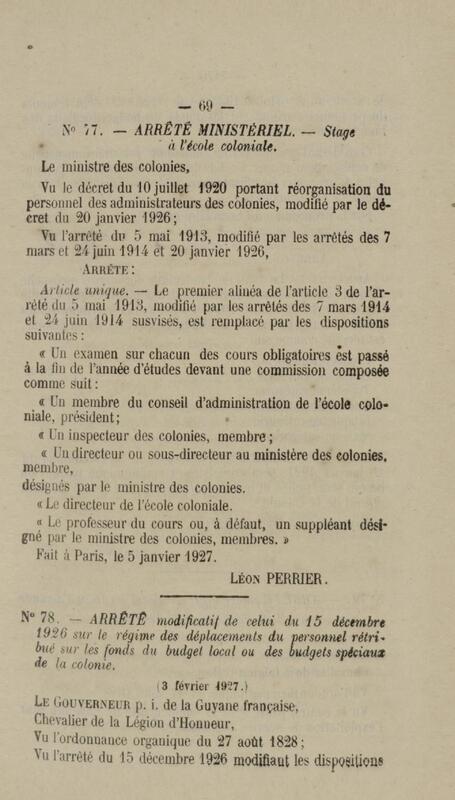 — 69 —
N° 77. — ARRÊTÉ MINISTÉRIEL. — Stage
à l'école coloniale.
Le ministre des colonies,
Vu le décret du 10 juillet 1920 portant réorganisation du
personnel des administrateurs des colonies, modifié par le dé-
cret du 20 janvier 1926;
Vu l'arrêté du 5 mai 1913, modifié par les arrêtés des 7
mars et 24 juin 1914 et 20 janvier 1926,
ARRÊTE:
Article unique. — Le premier alinéa de l'article 3 de l'ar-
rêté du 5 mai 1913, modifié par les arrêtés des 7 mars 1914
et 24 juin 1914 susvisés, est remplacé par les dispositions
suivantes:
« Un examen sur chacun des cours obligatoires est passé
à la fin de l'année d'études devant une commission composée
comme suit:
« Un membre du conseil d'administration de l'école colo-
niale, président;
« Un inspecteur des colonies, membre;
« Un directeur ou sous-directeur au ministère des colonies,
membre,
désignés par le ministre des colonies.
« Le directeur de l'école coloniale.
« Le professeur du cours ou, à défaut, un suppléant dési-
gné par le ministre des colonies, membres. »
Fait à Paris, le 5 janvier 1927.
LÉON PERRIER.
N° 78. — ARRÊTÉ modificatif de celui du 15 décembre
1926 sur le régime des déplacements du personnel rétri-
bué sur les fonds du budget local ou des budgets spéciaux
de la colonie.
(3 février 1927.)
LE GOUVERNEUR p. i. de la Guyane française,
Chevalier de la Légion d'Honneur,
Vu l'ordonuance organique du 27 août 1828;
Vu l'arrêté du 15 décembre 1926 modifiant les dispositions